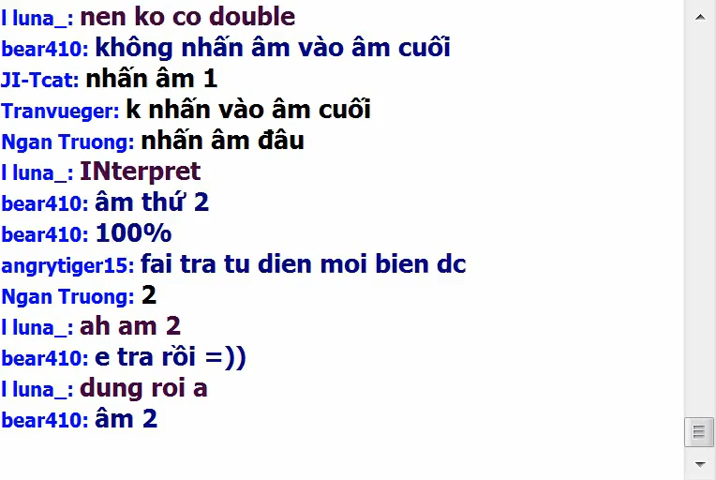 l luna_: nen ko co double
bear410: không nhấn âm vào âm cuối
JI-Tcat: nhấn âm 1
Tranvueger: k nhấn vào âm cuối
Ngan Truong: nhấn âm đâu
l luna_: INterpret
bear410: âm thứ 2
bear410: 100%
angrytiger15: fai tra tu dien moi bien dc
Ngan Truong: 2
l luna_: ah am 2
bear410: e tra rồi =))
l luna_: dung roi a
bear410: âm 2